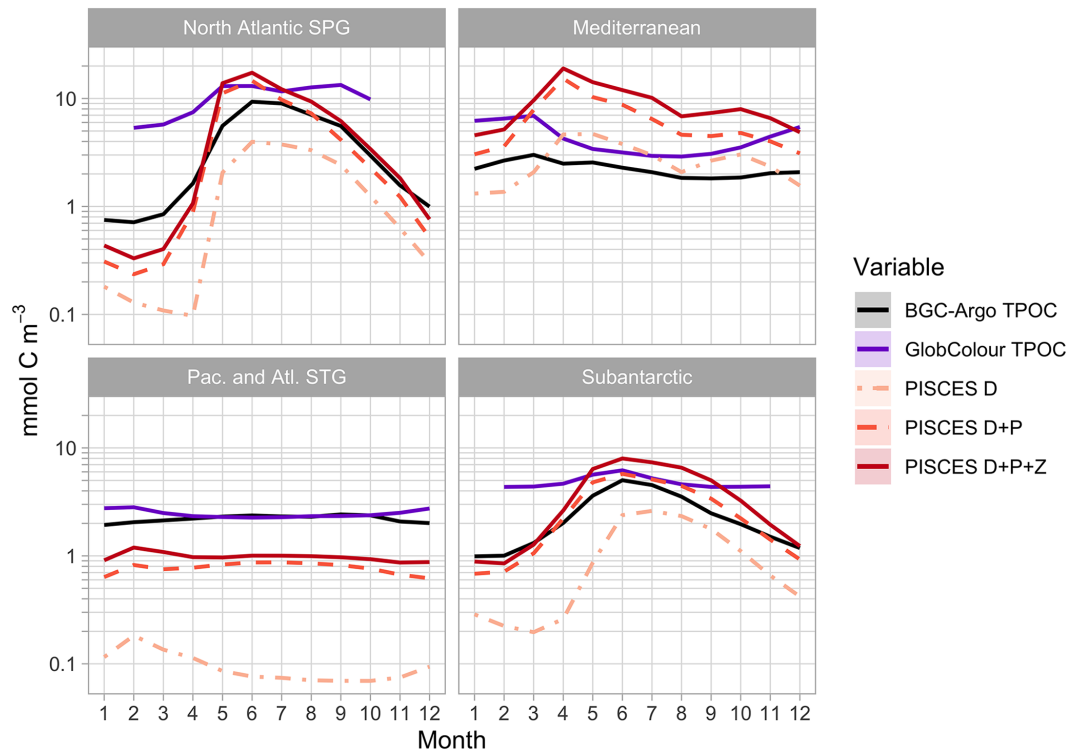 North Atlantic SPG
Mediterranean
10
1
0.1
Pac. and Atl. STG
Subantarctic
10
1
0.1
mmol C m⁻³
1 2 3 4 5 6 7 8 9 10 11 12
1 2 3 4 5 6 7 8 9 10 11 12
Month
Variable
BGC-Argo TPOC
GlobColour TPOC
PISCES D
PISCES D+P
PISCES D+P+Z